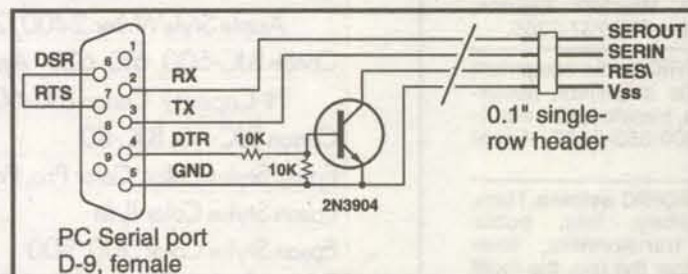 DSR
RTS
1
6
2
7
3
8
4
9
5
RX
TX
DTR
GND
10K
10K
2N3904
SEROUT
SERIN
RES\
Vss
0.1" single-
row header
PC Serial port
D-9, female